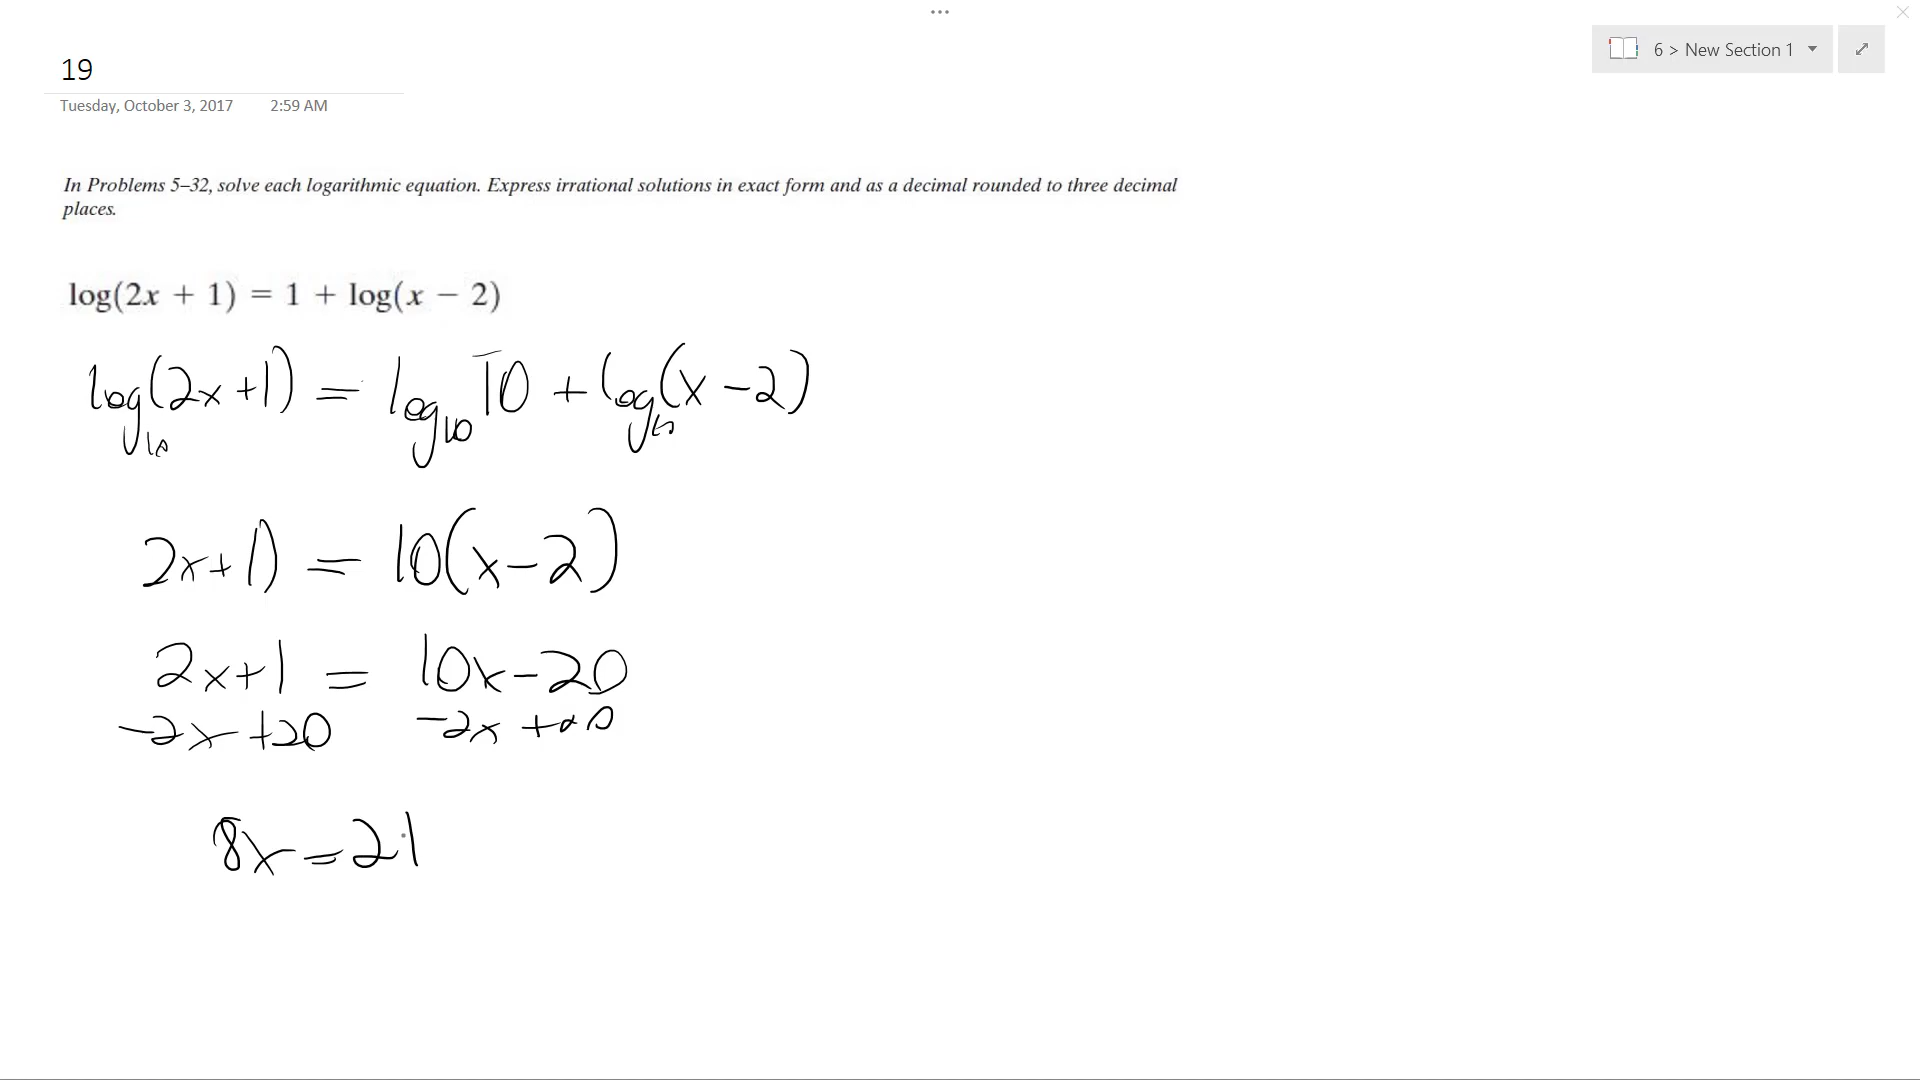 ...
6 > New Section 1
19
Tuesday, October 3, 2017 2:59 AM
In Problems 5–32, solve each logarithmic equation. Express irrational solutions in exact form and as a decimal rounded to three decimal
places.
log(2x + 1) = 1 + log(x − 2)
log₁₀(2x+1) = log₁₀ 10 + log₁₀(x−2)
2x+1) = 10(x−2)
2x+1 = 10x−20
−2x +20 −2x +20
8x=21